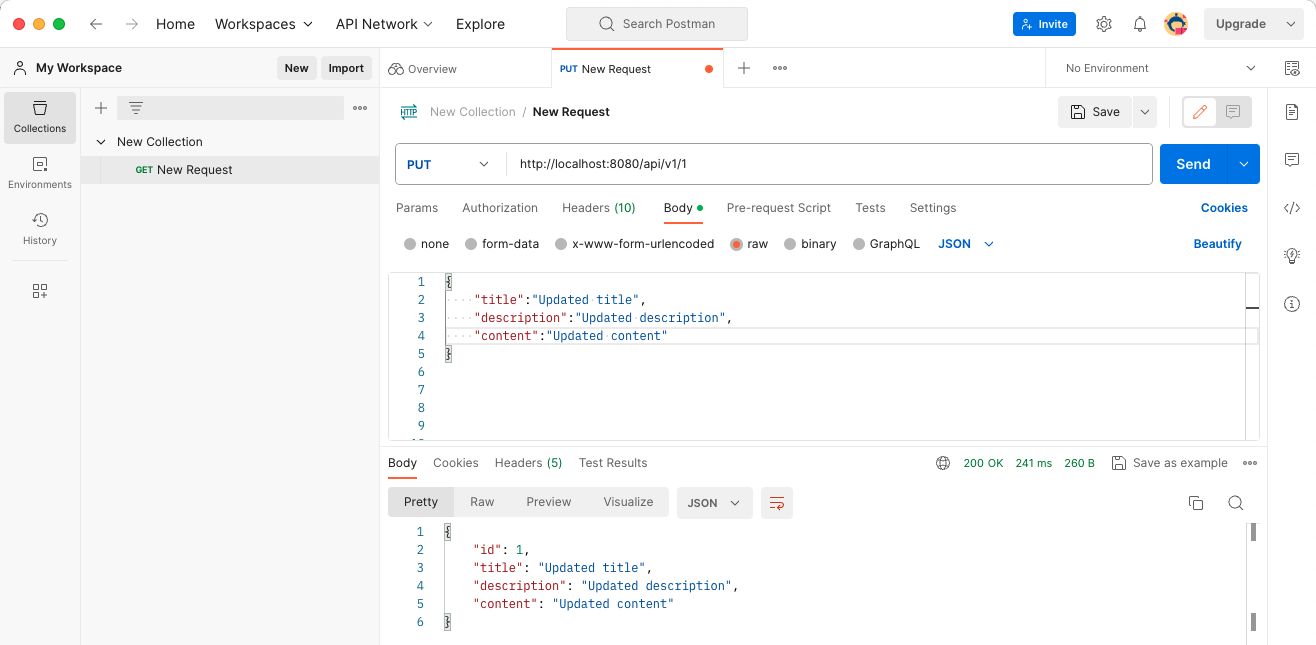 Home Workspaces API Network Explore Search Postman Invite Upgrade
My Workspace New Import Overview PUT New Request No Environment
Collections
Environments
History
New Collection
GET New Request
HTTP New Collection / New Request Save
PUT http://localhost:8080/api/v1/1 Send
Params Authorization Headers (10) Body Pre-request Script Tests Settings Cookies
none form-data x-www-form-urlencoded raw binary GraphQL JSON Beautify
1 {
2 ····"title":"Updated·title",
3 ····"description":"Updated·description",
4 ····"content":"Updated·content"
5 }
6
7
8
9
Body Cookies Headers (5) Test Results 200 OK 241 ms 260 B Save as example
Pretty Raw Preview Visualize JSON
1 {
2 "id": 1,
3 "title": "Updated title",
4 "description": "Updated description",
5 "content": "Updated content"
6 }